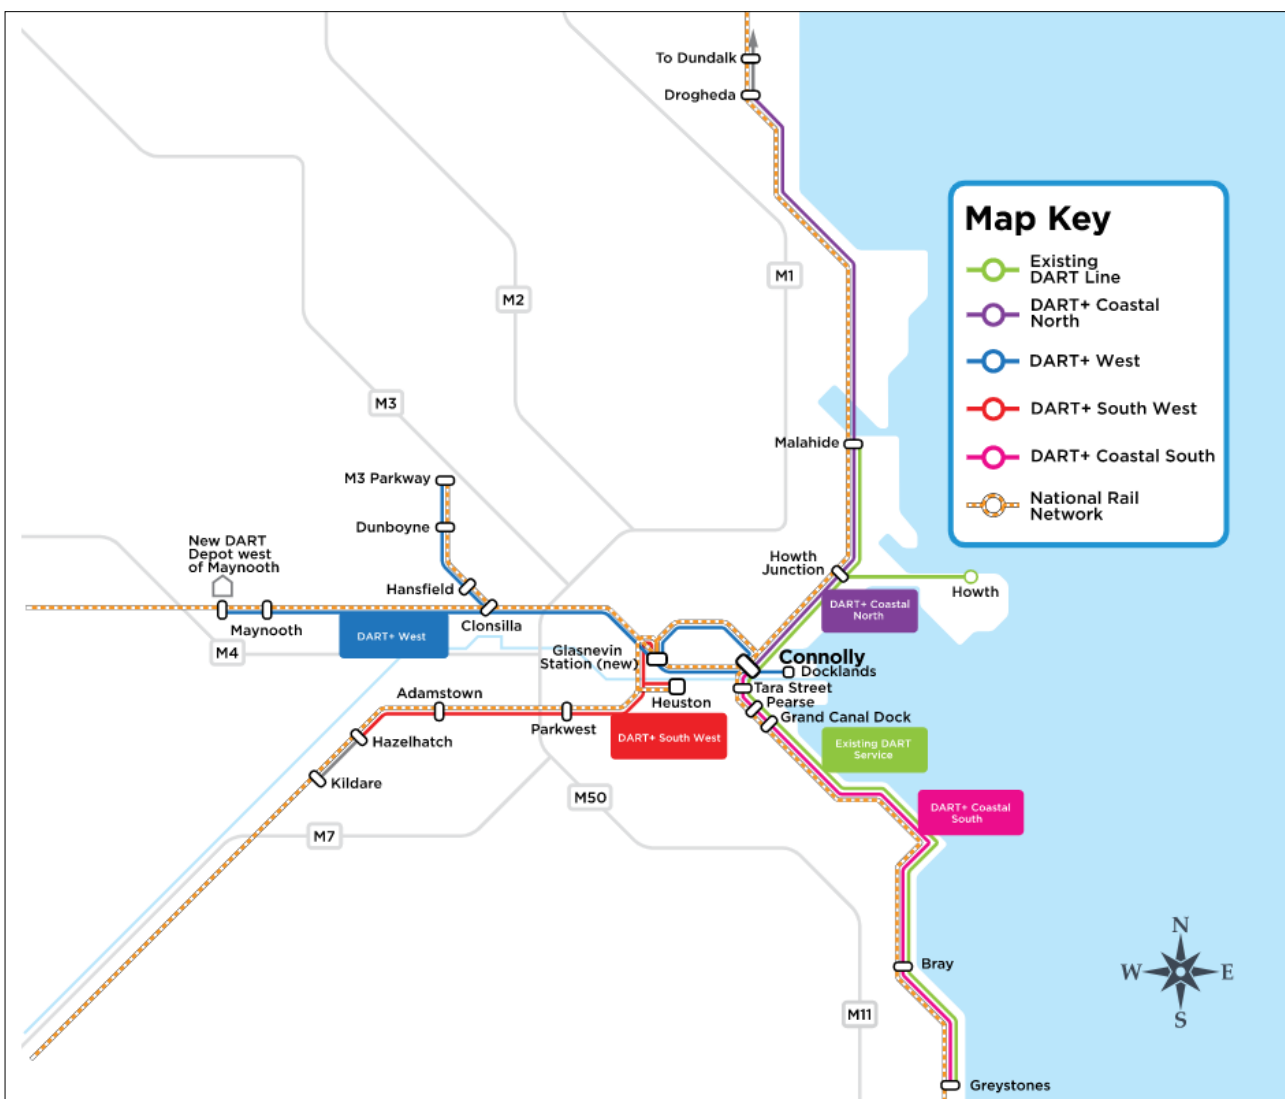 To Dundalk
Drogheda
Map Key
Existing
DART Line
DART+ Coastal
North
DART+ West
DART+ South West
DART+ Coastal South
National Rail
Network
M1
M2
M3
Malahide
M3 Parkway
Dunboyne
New DART
Depot west
of Maynooth
Howth
Junction
Hansfield
Howth
DART+ Coastal
North
Maynooth
Clonsilla
DART+ West
M4
Glasnevin
Station (new)
Connolly
Docklands
Tara Street
Pearse
Heuston
Grand Canal Dock
Adamstown
Parkwest
DART+ South West
Hazelhatch
Existing DART
Service
Kildare
M50
DART+ Coastal
South
M7
Bray
M11
Greystones
N
W
E
S